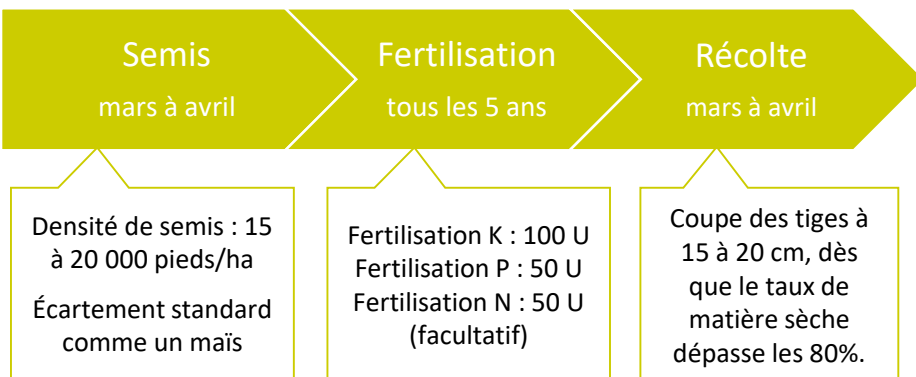 Semis
mars à avril
Fertilisation
tous les 5 ans
Récolte
mars à avril
Densité de semis : 15
à 20 000 pieds/ha
Écartement standard
comme un maïs
Fertilisation K : 100 U
Fertilisation P : 50 U
Fertilisation N : 50 U
(facultatif)
Coupe des tiges à
15 à 20 cm, dès
que le taux de
matière sèche
dépasse les 80%.